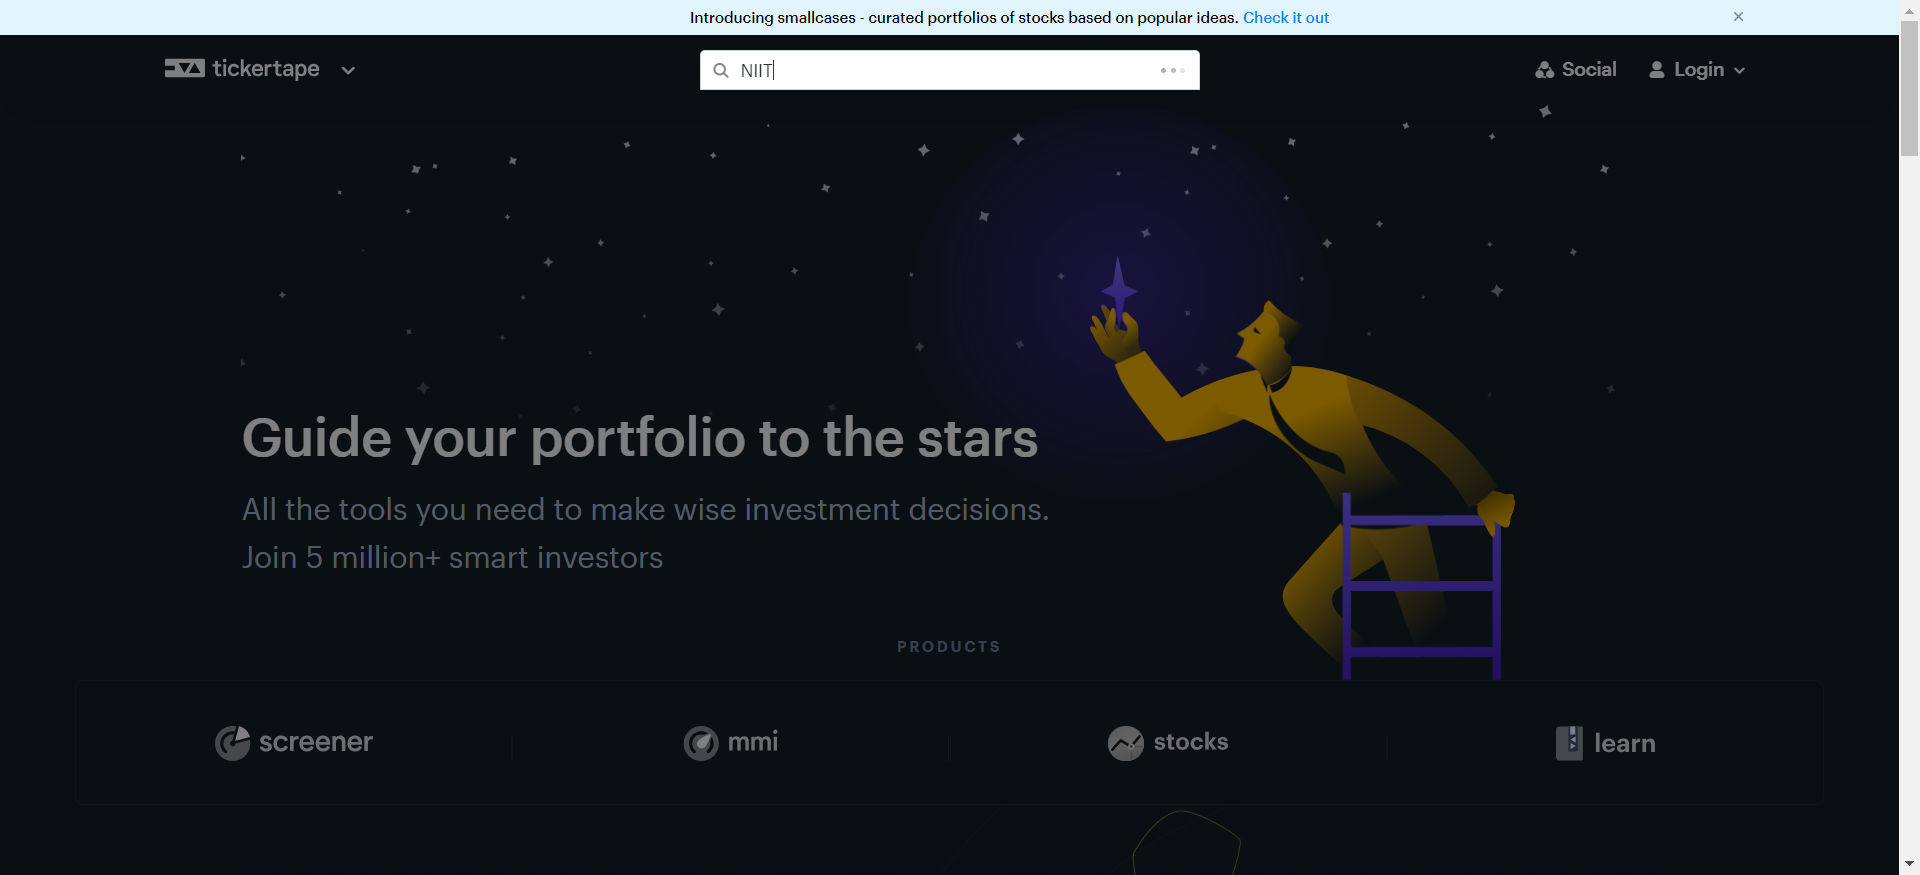 Introducing smallcases - curated portfolios of stocks based on popular ideas. Check it out
tickertape
NIIT
Social
Login
Guide your portfolio to the stars
All the tools you need to make wise investment decisions.
Join 5 million+ smart investors
PRODUCTS
screener
mmi
stocks
learn